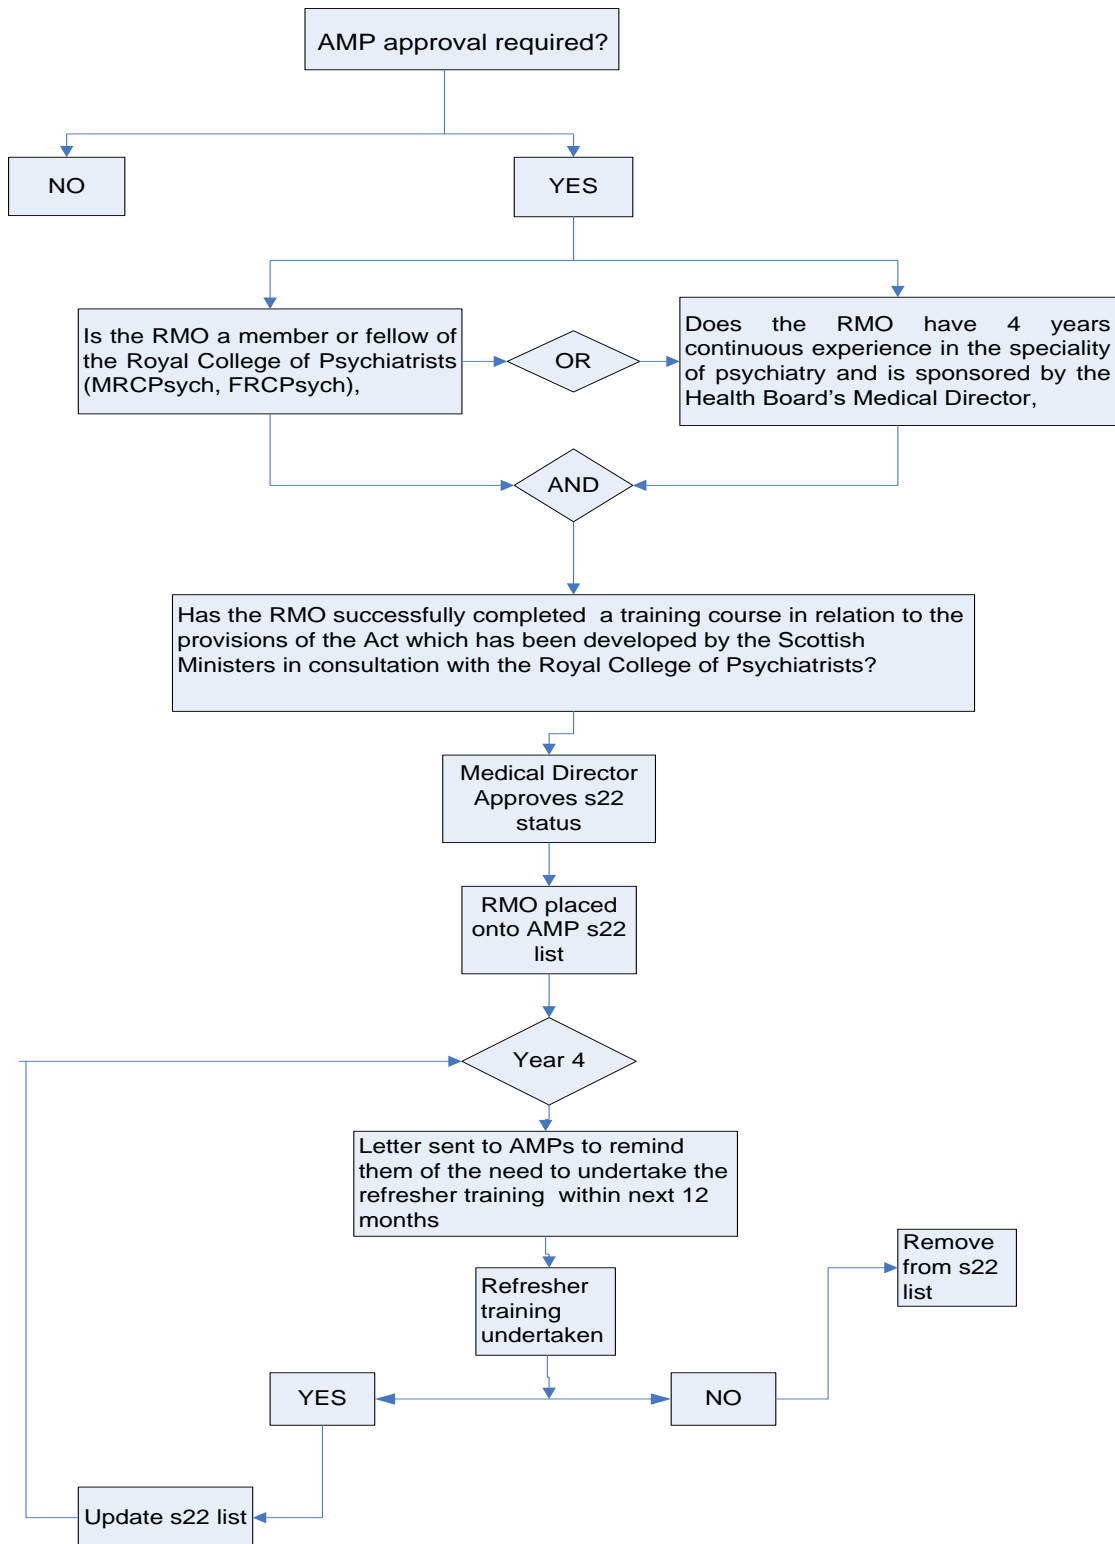 AMP approval required?
NO
YES
Is the RMO a member or fellow of
the Royal College of Psychiatrists
(MRCPsych, FRCPsych),
OR
Does the RMO have 4 years
continuous experience in the speciality
of psychiatry and is sponsored by the
Health Board’s Medical Director,
AND
Has the RMO successfully completed a training course in relation to the
provisions of the Act which has been developed by the Scottish
Ministers in consultation with the Royal College of Psychiatrists?
Medical Director
Approves s22
status
RMO placed
onto AMP s22
list
Year 4
Letter sent to AMPs to remind
them of the need to undertake the
refresher training within next 12
months
Remove
from s22
list
Refresher
training
undertaken
YES
NO
Update s22 list